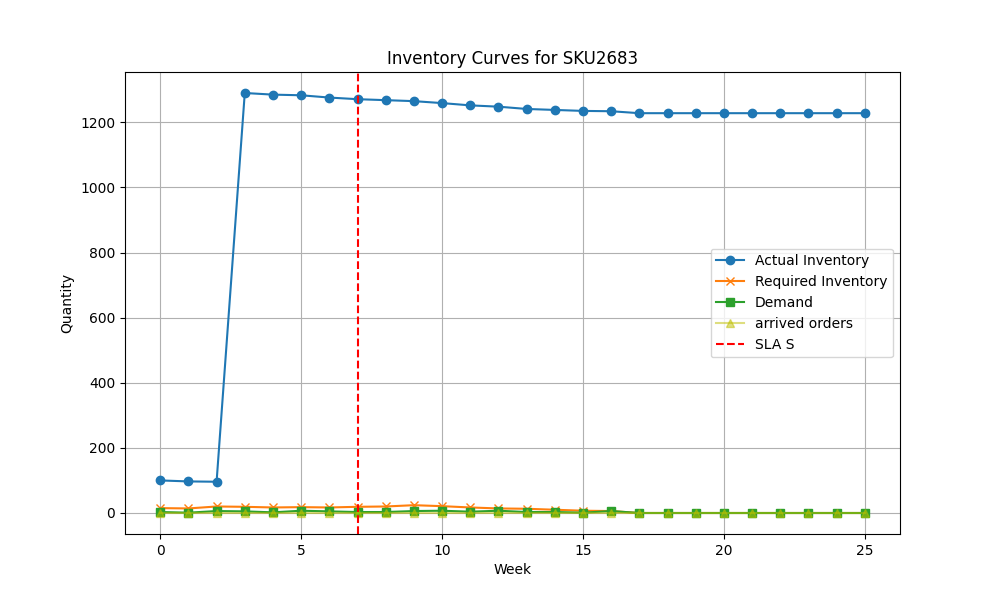 Inventory Curves for SKU2683
Quantity
1200
1000
800
600
400
200
0
Actual Inventory
Required Inventory
Demand
arrived orders
SLA S
0 5 10 15 20 25
Week